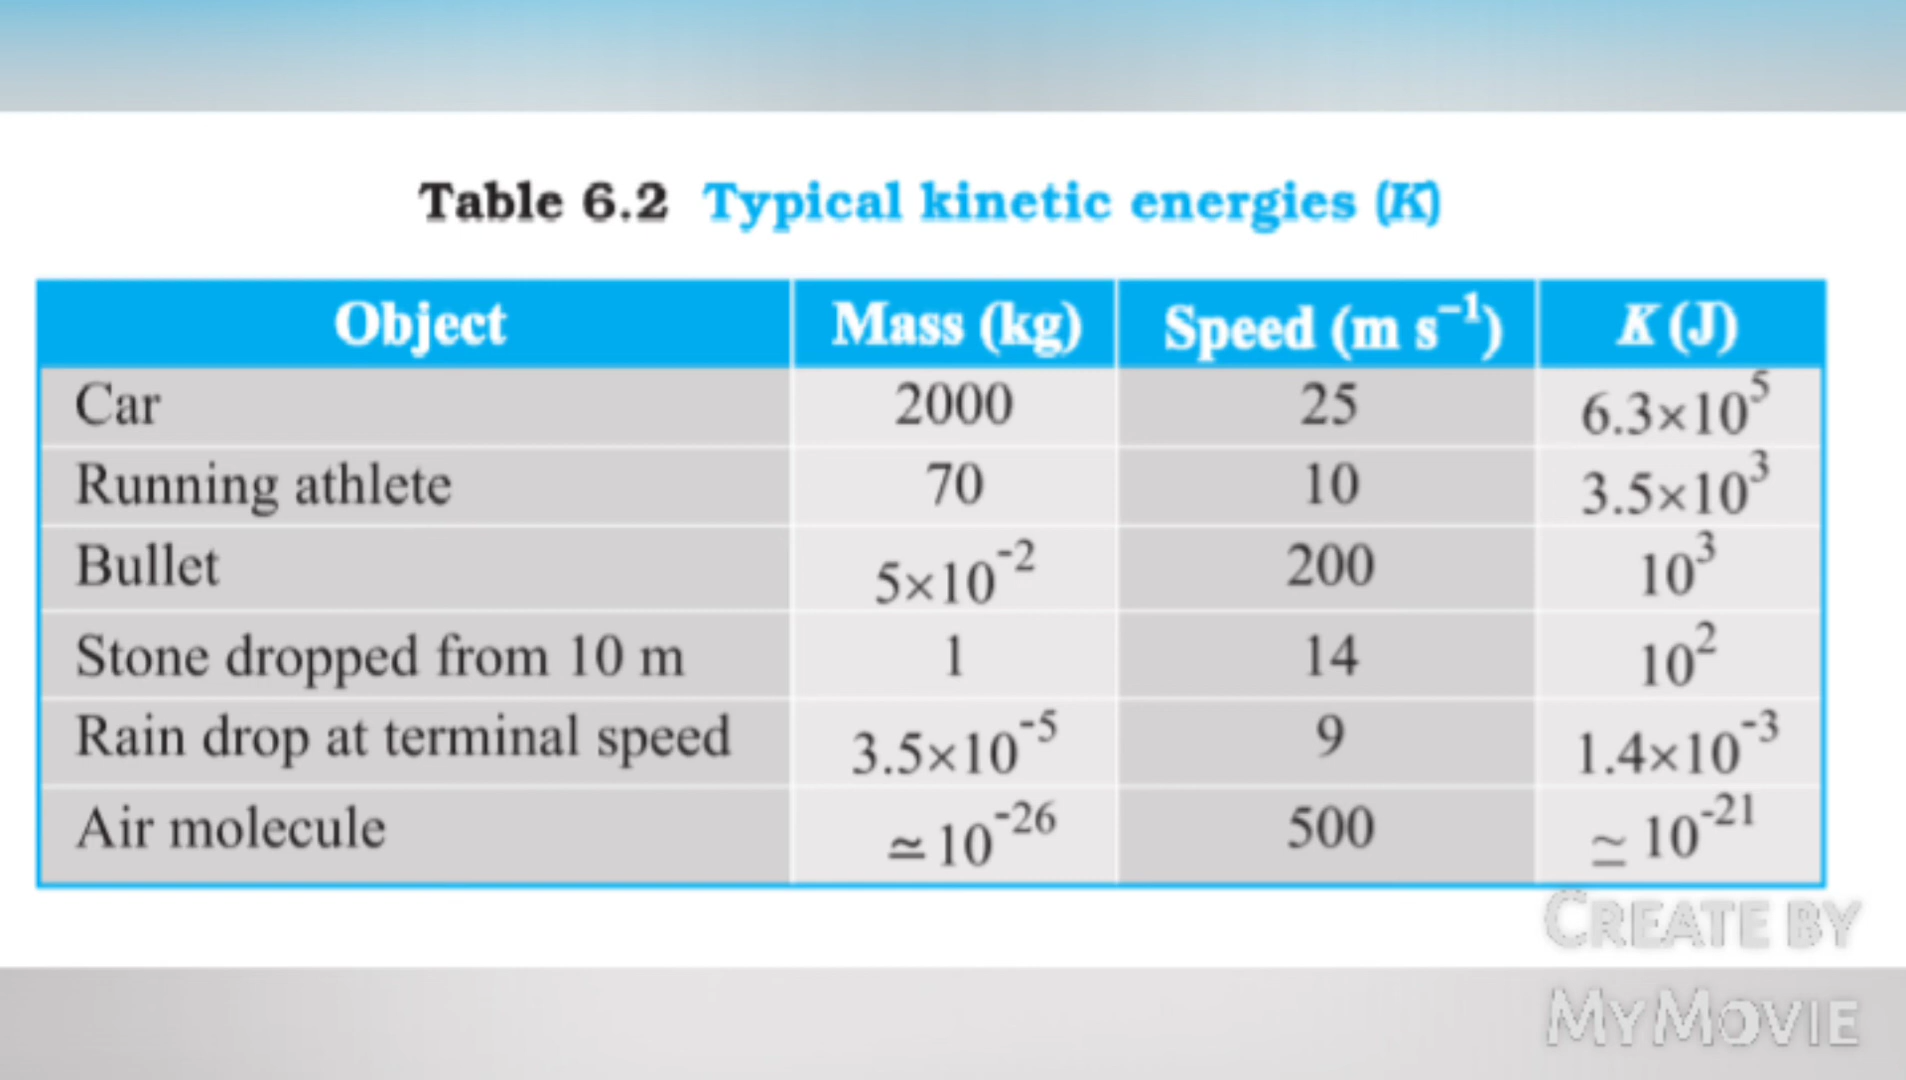 Table 6.2 Typical kinetic energies (K)
Object Mass (kg) Speed (m s⁻¹) K (J)
Car 2000 25 6.3×10⁵
Running athlete 70 10 3.5×10³
Bullet 5×10⁻² 200 10³
Stone dropped from 10 m 1 14 10²
Rain drop at terminal speed 3.5×10⁻⁵ 9 1.4×10⁻³
Air molecule ≃10⁻²⁶ 500 ≃ 10⁻²¹
CREATE BY
MYMOVIE